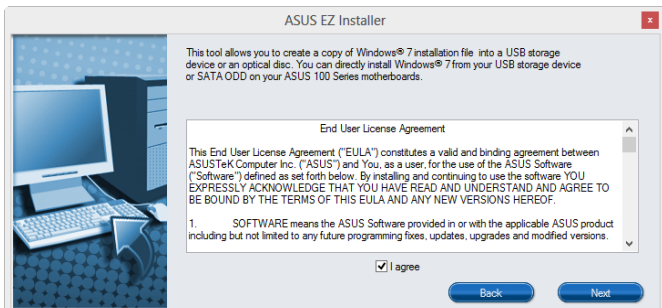 ASUS EZ Installer
x
This tool allows you to create a copy of Windows® 7 installation file into a USB storage
device or an optical disc. You can directly install Windows® 7 from your USB storage device
or SATA ODD on your ASUS 100 Series motherboards.
End User License Agreement
This End User License Agreement ("EULA") constitutes a valid and binding agreement between
ASUSTeK Computer Inc. ("ASUS") and You, as a user, for the use of the ASUS Software
("Software") defined as set forth below. By installing and continuing to use the software YOU
EXPRESSLY ACKNOWLEDGE THAT YOU HAVE READ AND UNDERSTAND AND AGREE TO
BE BOUND BY THE TERMS OF THIS EULA AND ANY NEW VERSIONS HEREOF.
1. SOFTWARE means the ASUS Software provided in or with the applicable ASUS product
including but not limited to any future programming fixes, updates, upgrades and modified versions.
I agree
Back Next